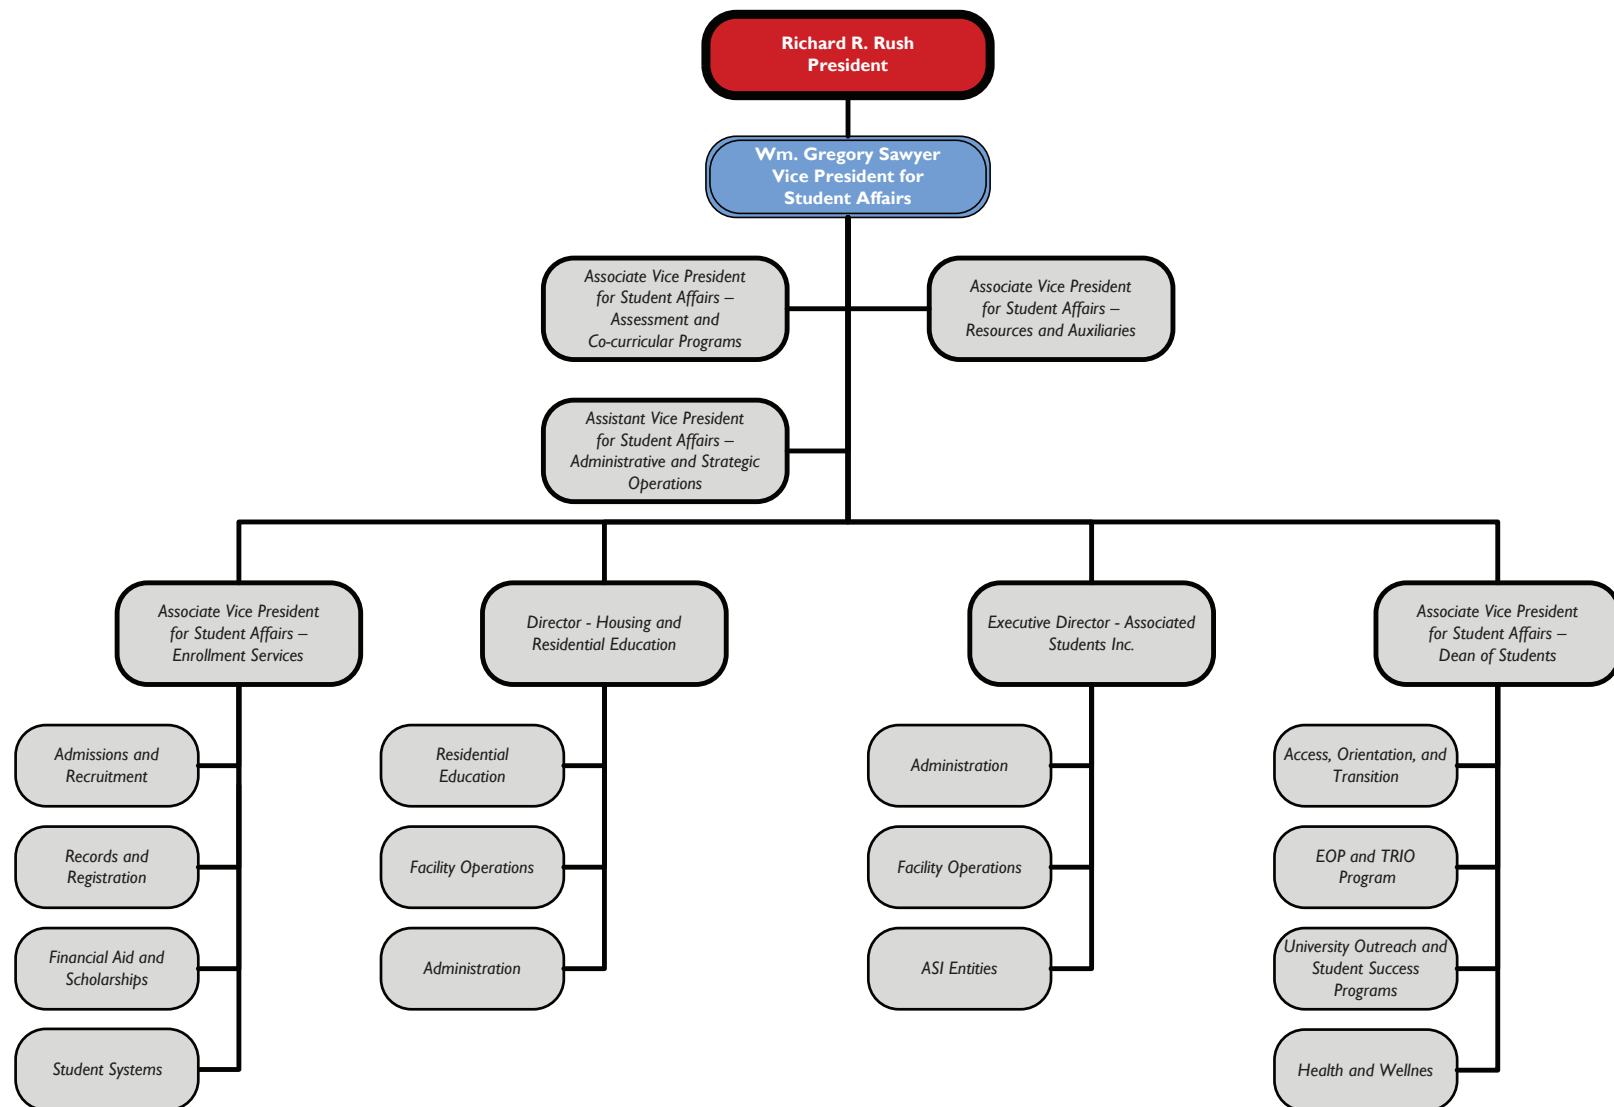 Richard R. Rush
President
Wm. Gregory Sawyer
Vice President for
Student Affairs
Associate Vice President
for Student Affairs –
Assessment and
Co-curricular Programs
Associate Vice President
for Student Affairs –
Resources and Auxiliaries
Assistant Vice President
for Student Affairs –
Administrative and Strategic
Operations
Associate Vice President
for Student Affairs –
Enrollment Services
Director - Housing and
Residential Education
Executive Director - Associated
Students Inc.
Associate Vice President
for Student Affairs –
Dean of Students
Admissions and
Recruitment
Records and
Registration
Financial Aid and
Scholarships
Student Systems
Residential
Education
Facility Operations
Administration
Administration
Facility Operations
ASI Entities
Access, Orientation, and
Transition
EOP and TRIO
Program
University Outreach and
Student Success
Programs
Health and Wellnes